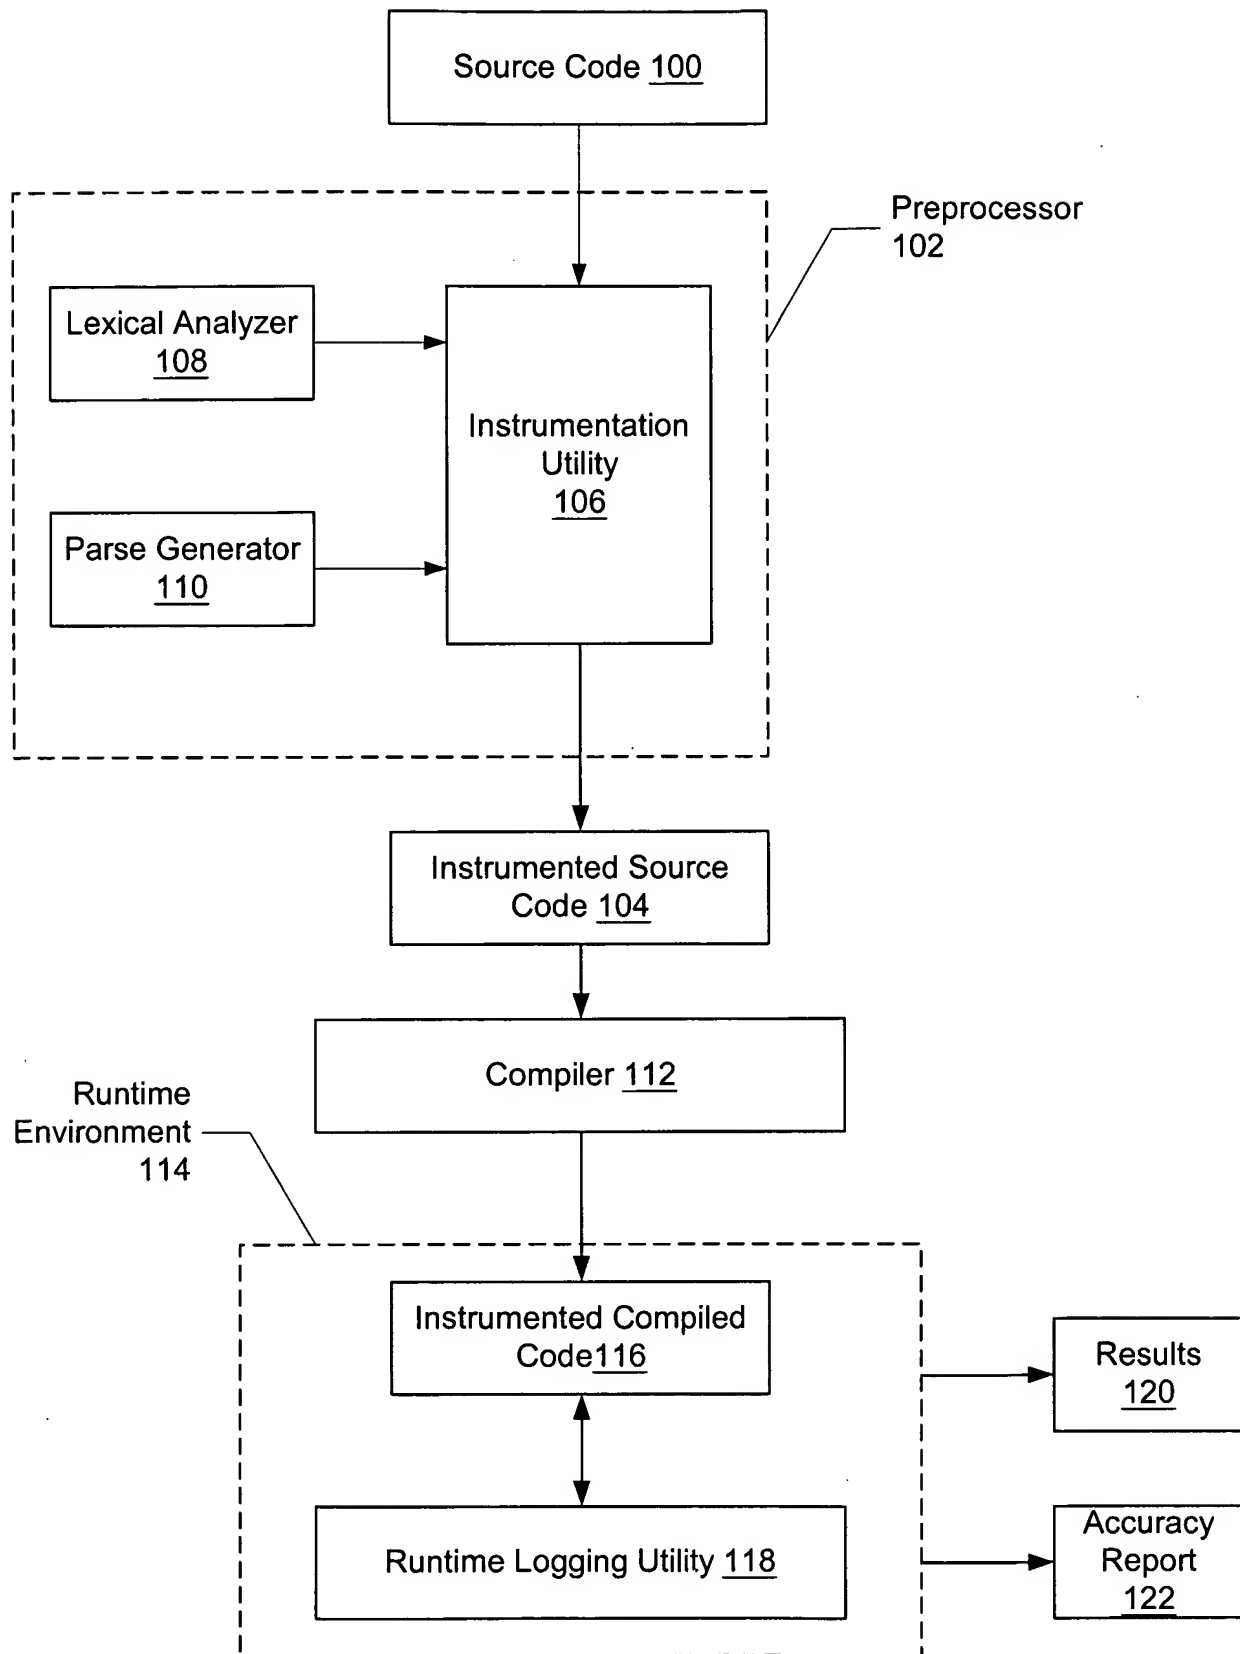 Source Code 100
Preprocessor
102
Lexical Analyzer
108
Instrumentation
Utility
106
Parse Generator
110
Instrumented Source
Code 104
Compiler 112
Runtime
Environment
114
Instrumented Compiled
Code116
Results
120
Runtime Logging Utility 118
Accuracy
Report
122